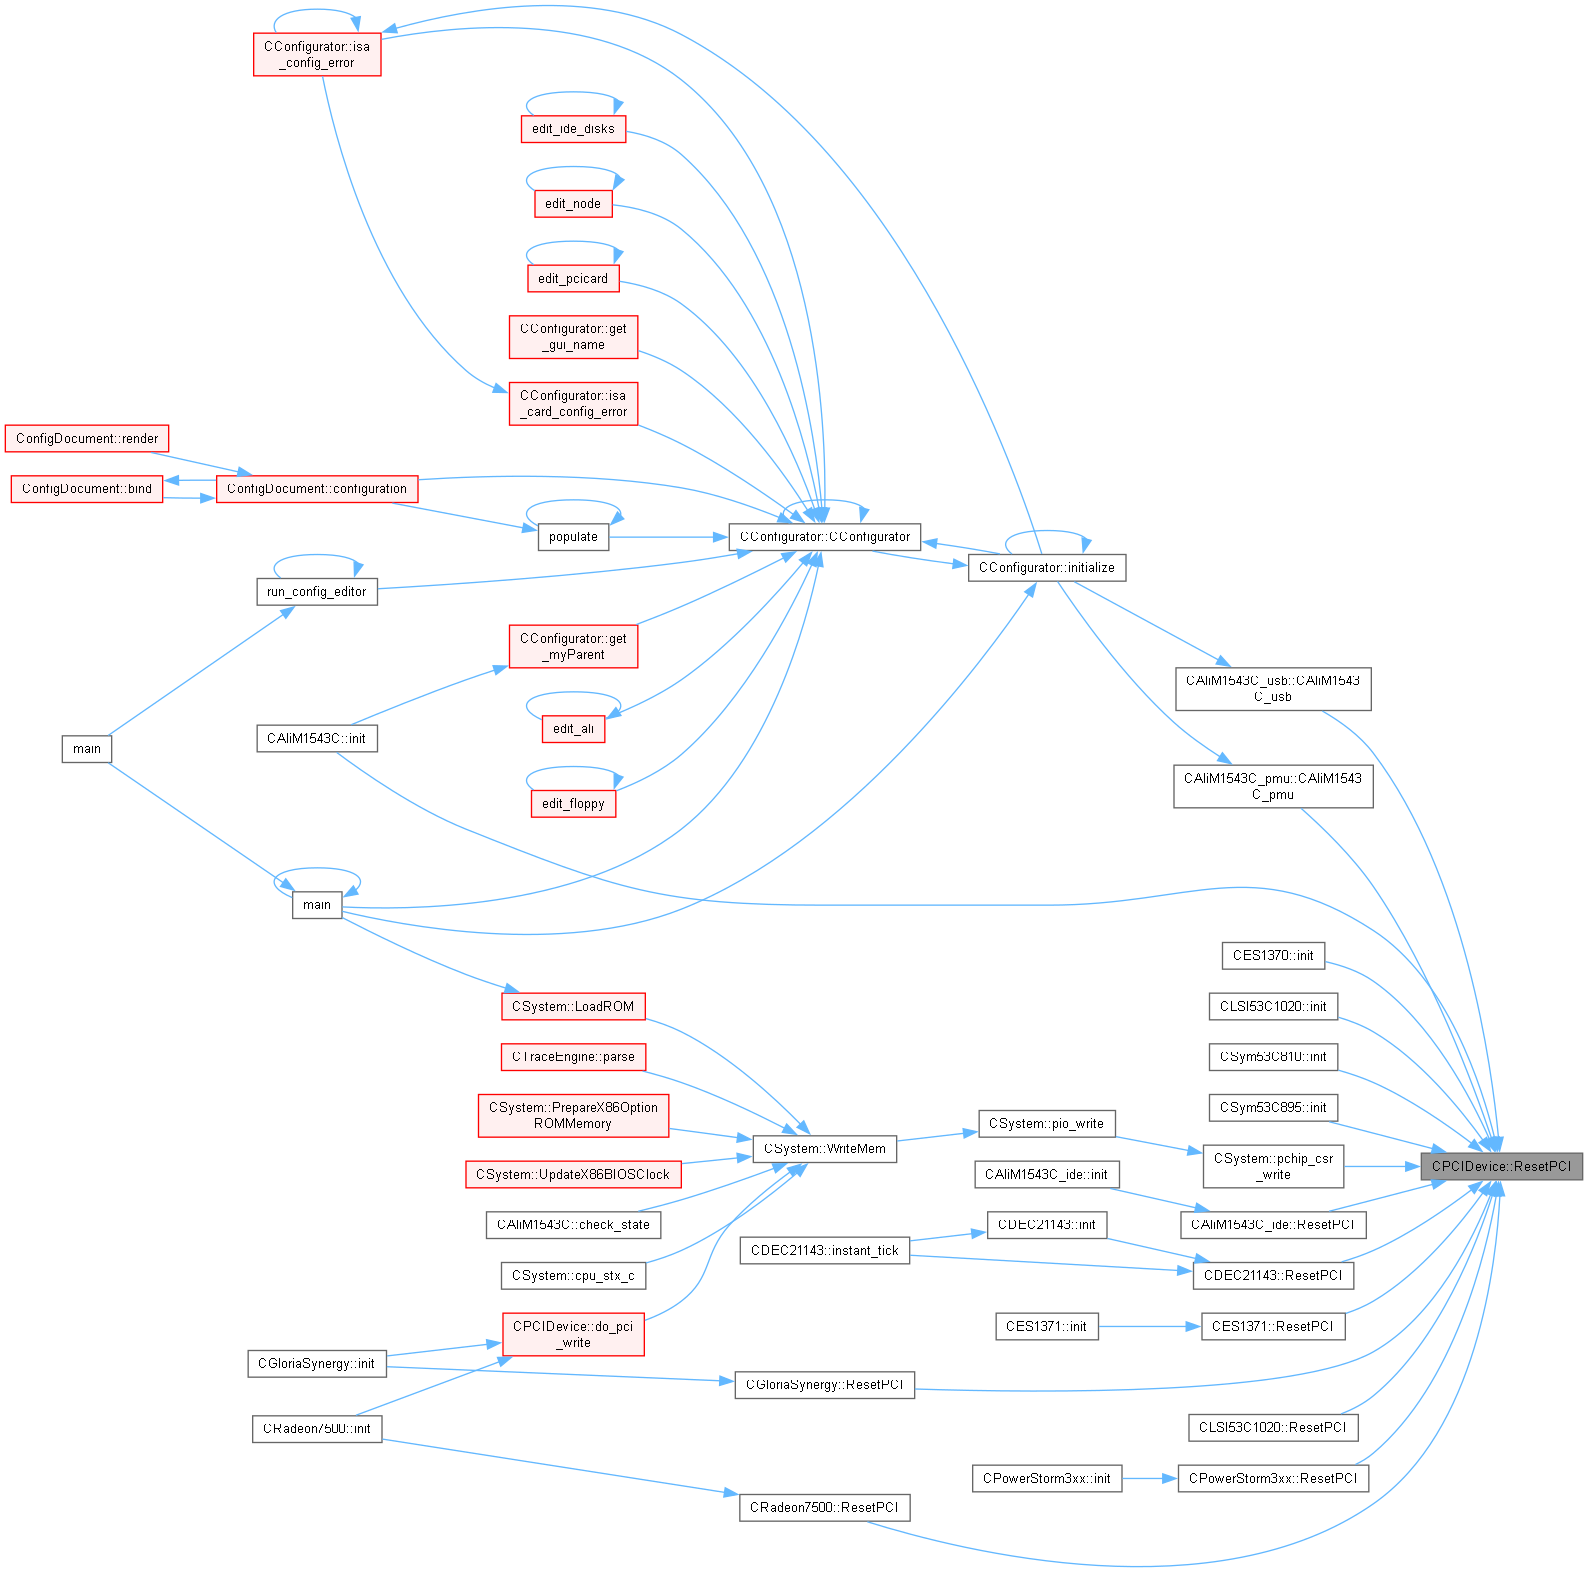 CConfigurator::isa
_config_error
edit_ide_disks
edit_node
edit_pcicard
CConfigurator::get
_gui_name
CConfigurator::isa
_card_config_error
ConfigDocument::render
ConfigDocument::bind
ConfigDocument::configuration
populate
CConfigurator::CConfigurator
CConfigurator::initialize
run_config_editor
CConfigurator::get
_myParent
CAliM1543C_usb::CAliM1543
C_usb
edit_ali
CAliM1543C::init
main
CAliM1543C_pmu::CAliM1543
C_pmu
edit_floppy
main
CES1370::init
CSystem::LoadROM
CLSI53C1020::init
CTraceEngine::parse
CSym53C810::init
CSystem::PrepareX86Option
ROMMemory
CSym53C895::init
CSystem::pio_write
CSystem::WriteMem
CSystem::pchip_csr
_write
CPCIDevice::ResetPCI
CSystem::UpdateX86BIOSClock
CAliM1543C_ide::init
CAliM1543C::check_state
CDEC21143::init
CAliM1543C_ide::ResetPCI
CDEC21143::instant_tick
CSystem::cpu_stx_c
CDEC21143::ResetPCI
CPCIDevice::do_pci
_write
CES1371::init
CES1371::ResetPCI
CGloriaSynergy::init
CGloriaSynergy::ResetPCI
CRadeon7500::init
CLSI53C1020::ResetPCI
CPowerStorm3xx::init
CPowerStorm3xx::ResetPCI
CRadeon7500::ResetPCI